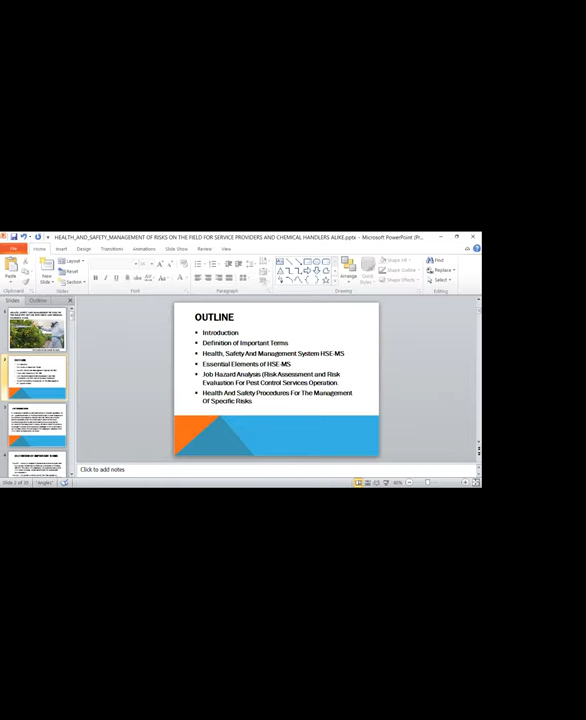 HEALTH_AND_SAFETY_MANAGEMENT OF RISKS ON THE FIELD FOR SERVICE PROVIDERS AND CHEMICAL HANDLERS ALIKE.pptx - Microsoft PowerPoint (Pr...
File Home Insert Design Transitions Animations Slide Show Review View
Paste
New
Slide
Layout
Reset
Section
Arrange
Quick
Styles
Shape Fill
Shape Outline
Shape Effects
Find
Replace
Select
Clipboard Slides Font Paragraph Drawing Editing
Slides Outline
OUTLINE
Introduction
Definition of Important Terms
Health, Safety And Management System HSE-MS
Essential Elements of HSE-MS
Job Hazard Analysis (Risk Assessment and Risk
Evaluation For Pest Control Services Operation.
Health And Safety Procedures For The Management
Of Specific Risks
Click to add notes
"Angles"